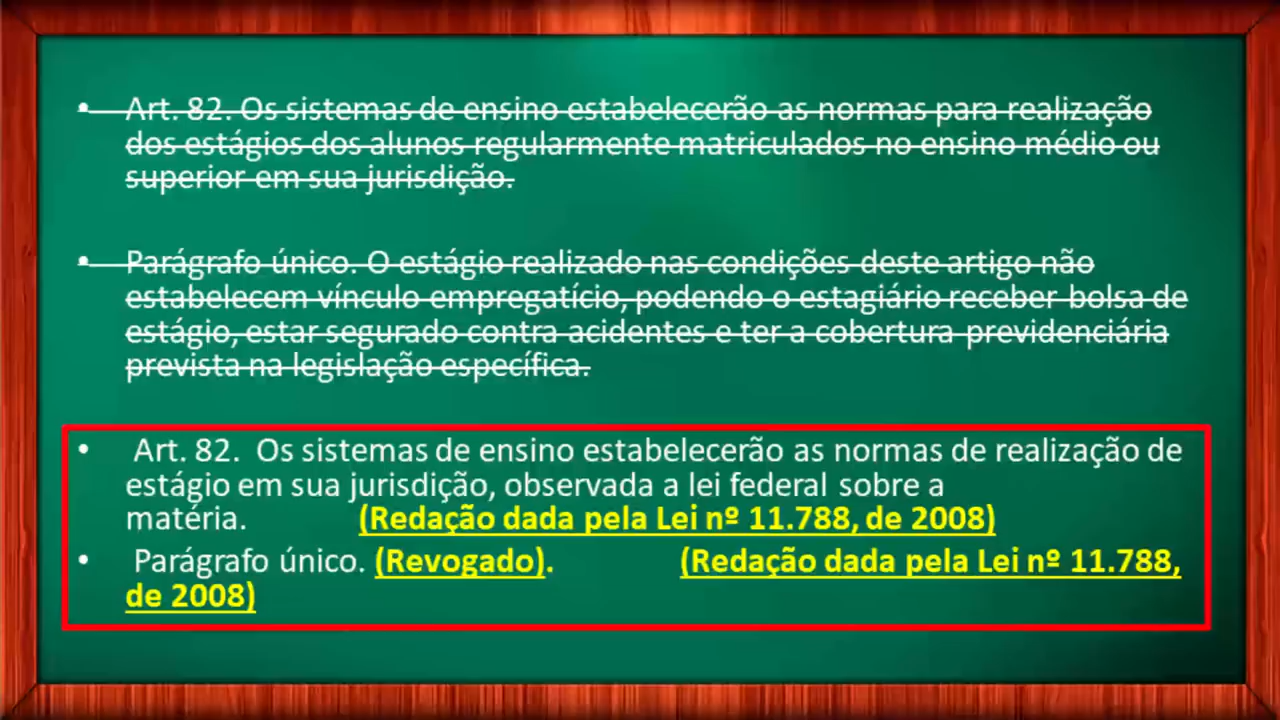 • Art. 82. Os sistemas de ensino estabelecerão as normas para realização
dos estágios dos alunos regularmente matriculados no ensino médio ou
superior em sua jurisdição.
• Parágrafo único. O estágio realizado nas condições deste artigo não
estabelecem vínculo empregatício, podendo o estagiário receber bolsa de
estágio, estar segurado contra acidentes e ter a cobertura previdenciária
prevista na legislação específica.
• Art. 82. Os sistemas de ensino estabelecerão as normas de realização de
estágio em sua jurisdição, observada a lei federal sobre a
matéria. (Redação dada pela Lei nº 11.788, de 2008)
• Parágrafo único. (Revogado). (Redação dada pela Lei nº 11.788,
de 2008)